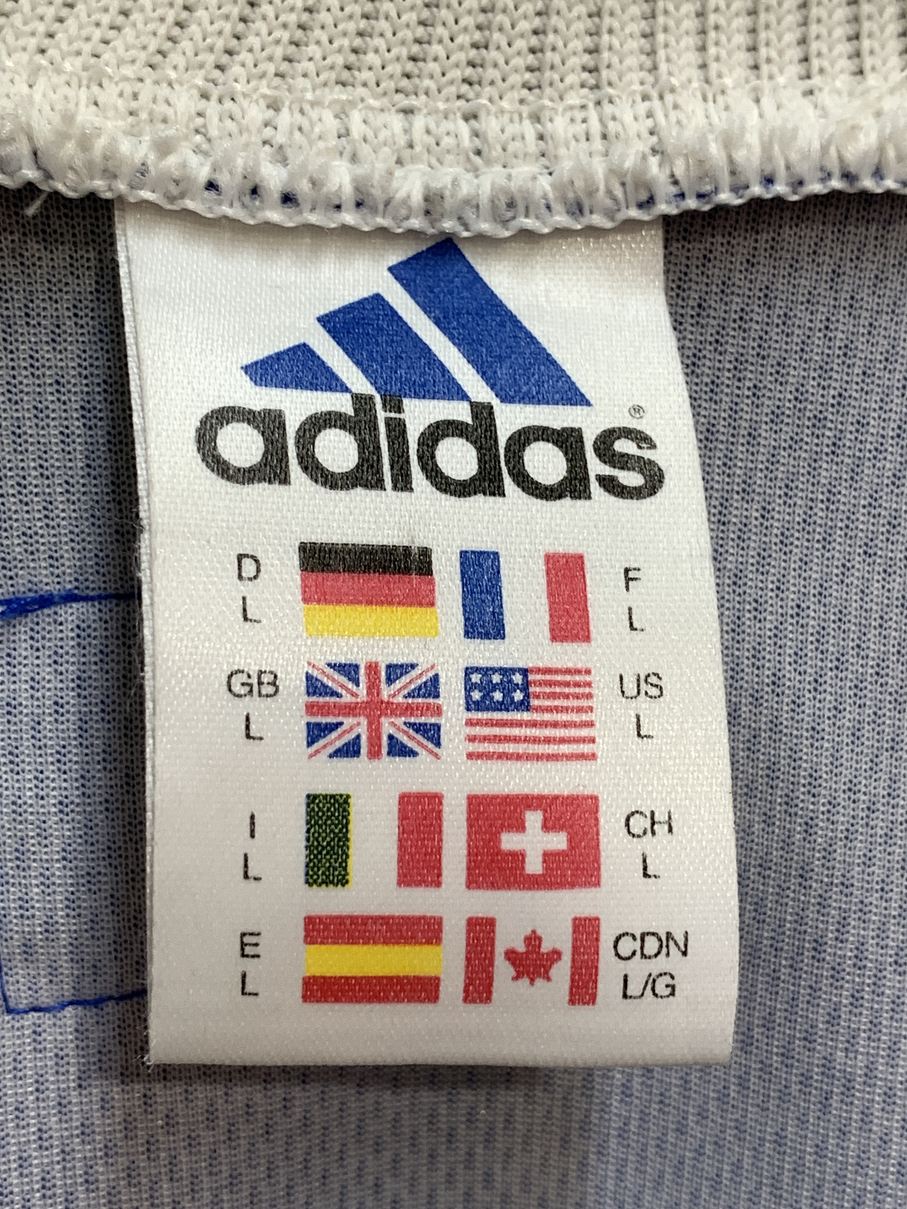 adidas®
D F
L L
GB US
L L
I CH
L L
E CDN
L L/G